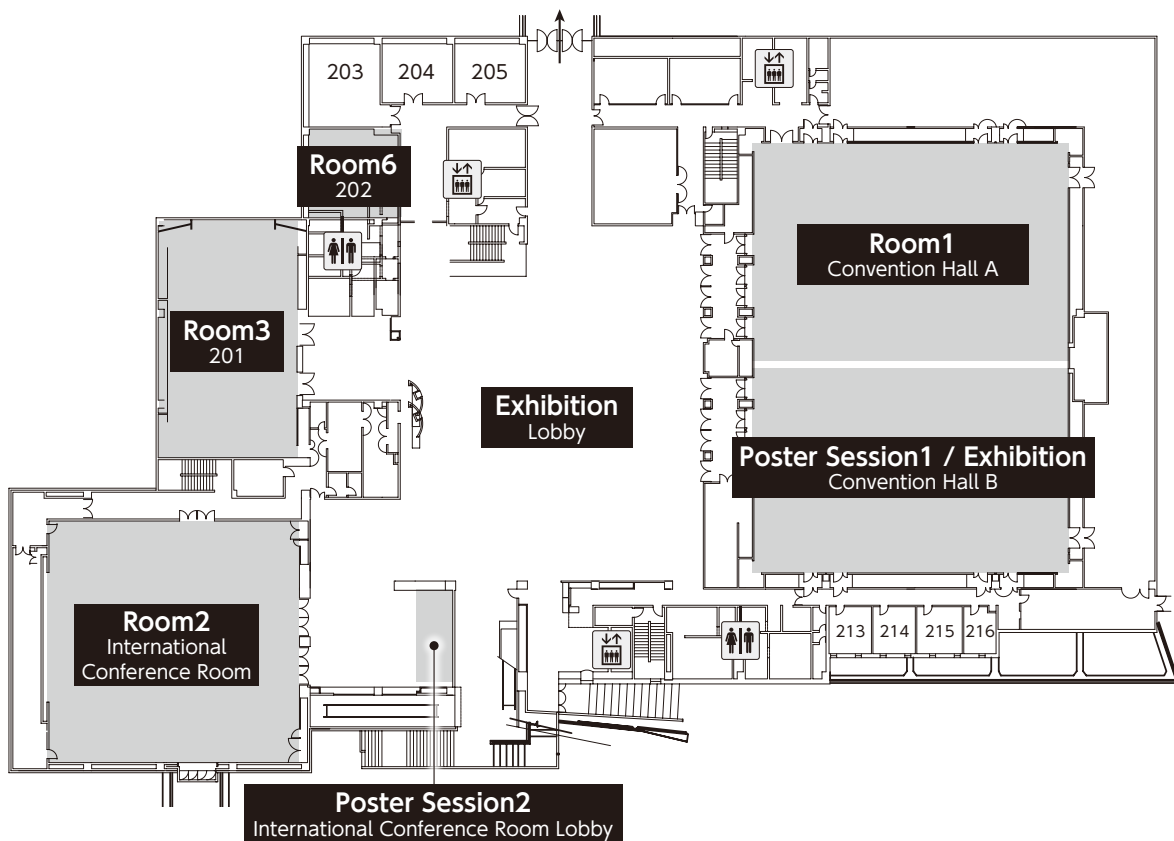 203
204
205
Room6
202
Room1
Convention Hall A
Room3
201
Exhibition
Lobby
Poster Session1 / Exhibition
Convention Hall B
Room2
International
Conference Room
213
214
215
216
Poster Session2
International Conference Room Lobby